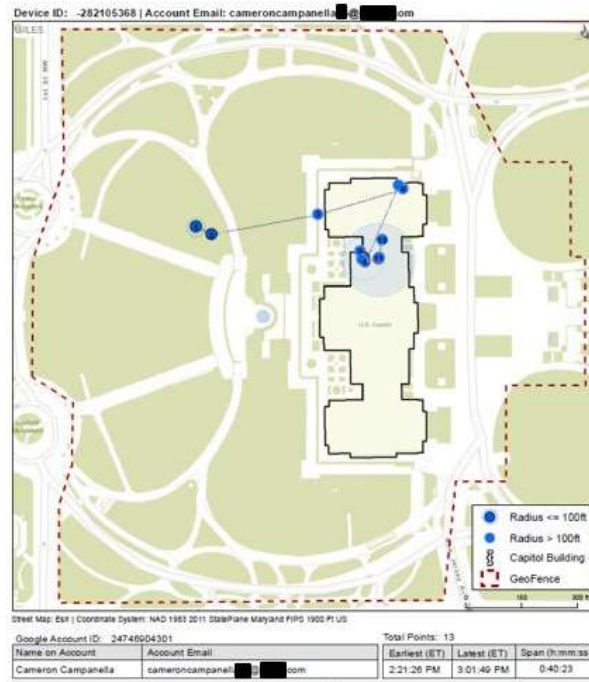 Device ID: -282105368 | Account Email: cameroncampanella @ om
MILES
U.S. Capitol
Radius <= 100ft
Radius > 100ft
Capitol Building
GeoFence
Street Map: Esri | Coordinate System: NAD 1983 2011 StatePlane Maryland FIPS 1900 Ft US
Google Account ID: 24746904301
Total Points: 13
Name on Account Account Email Earliest (ET) Latest (ET) Span (h:mm:ss
Cameron Campanella cameroncampanell @ com 2:21:26 PM 3:01:49 PM 0:40:23